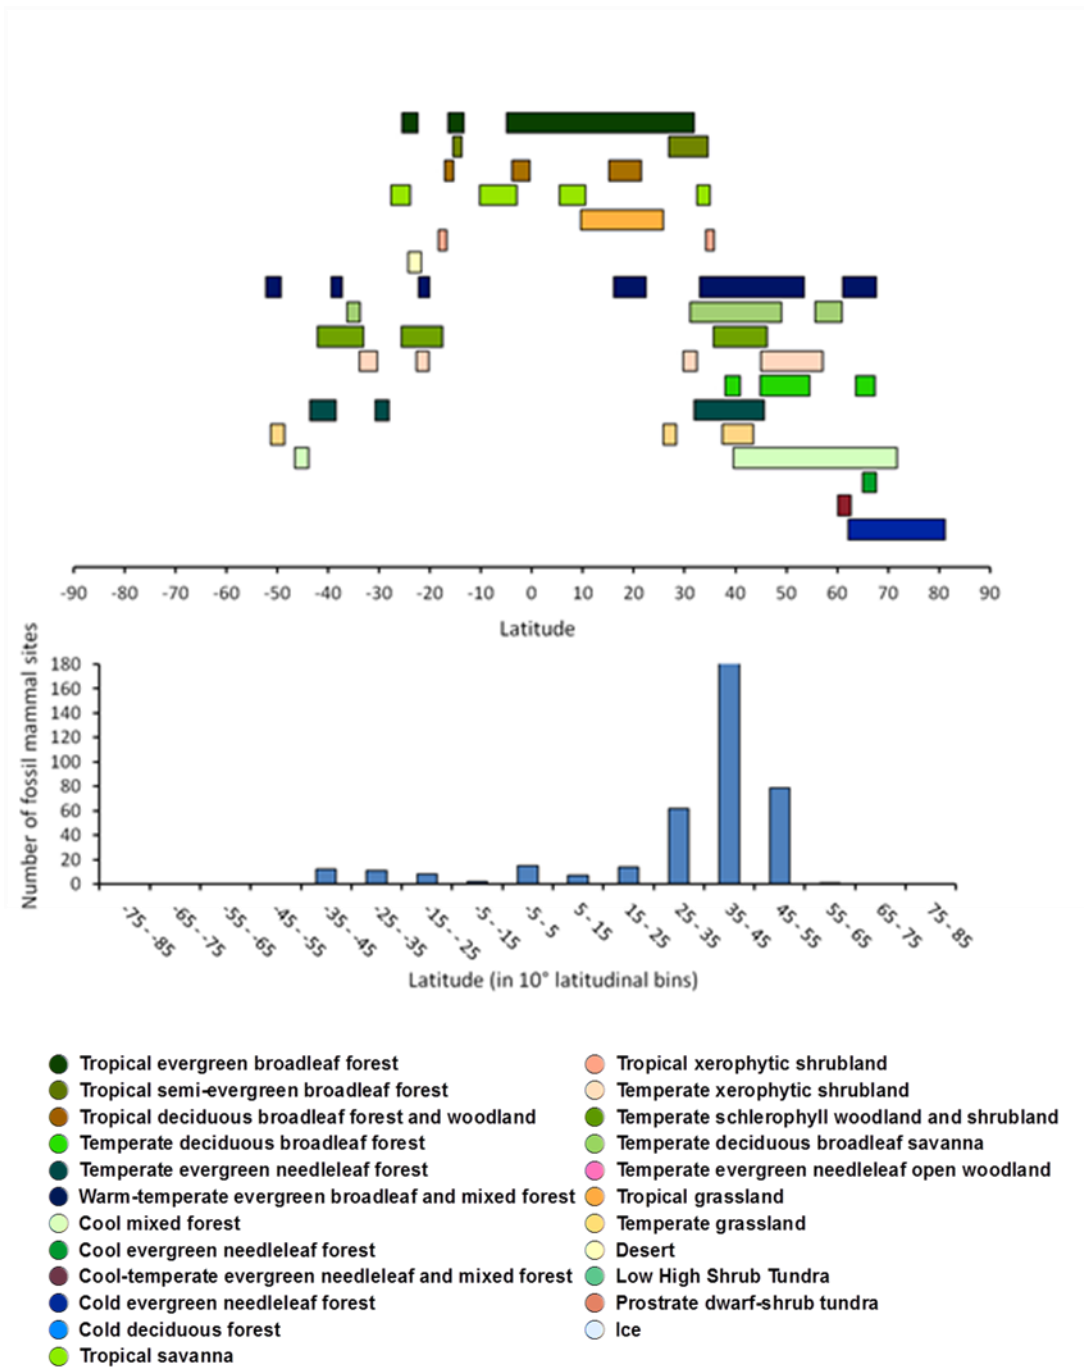 -90 -80 -70 -60 -50 -40 -30 -20 -10 0 10 20 30 40 50 60 70 80 90
Latitude
Number of fossil mammal sites
180
160
140
120
100
80
60
40
20
0
-75 - -85
-65 - -75
-55 - -65
-45 - -55
-35 - -45
-25 - -35
-15 - -25
-5 - -15
-5 - 5
5 - 15
15 - 25
25 - 35
35 - 45
45 - 55
55 - 65
65 - 75
75 - 85
Latitude (in 10° latitudinal bins)
Tropical evergreen broadleaf forest
Tropical semi-evergreen broadleaf forest
Tropical deciduous broadleaf forest and woodland
Temperate deciduous broadleaf forest
Temperate evergreen needleleaf forest
Warm-temperate evergreen broadleaf and mixed forest
Cool mixed forest
Cool evergreen needleleaf forest
Cool-temperate evergreen needleleaf and mixed forest
Cold evergreen needleleaf forest
Cold deciduous forest
Tropical savanna
Tropical xerophytic shrubland
Temperate xerophytic shrubland
Temperate schlerophyll woodland and shrubland
Temperate deciduous broadleaf savanna
Temperate evergreen needleleaf open woodland
Tropical grassland
Temperate grassland
Desert
Low High Shrub Tundra
Prostrate dwarf-shrub tundra
Ice